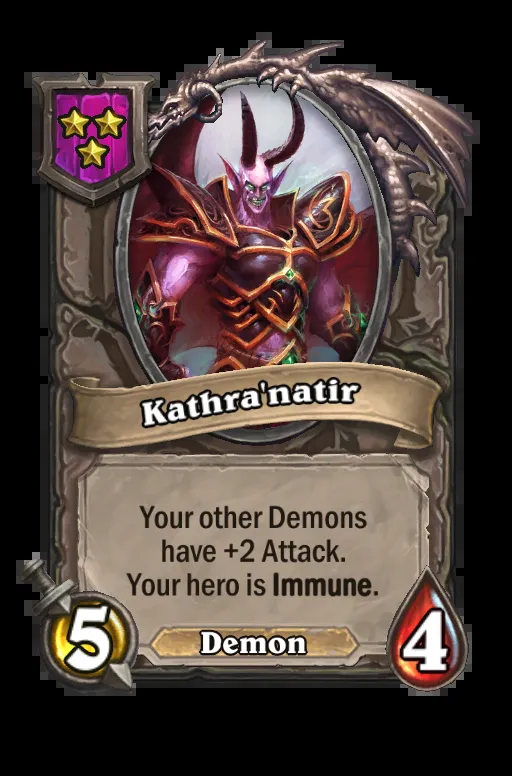 Kathra'natir
Your other Demons
have +2 Attack.
Your hero is Immune.
5
Demon
4